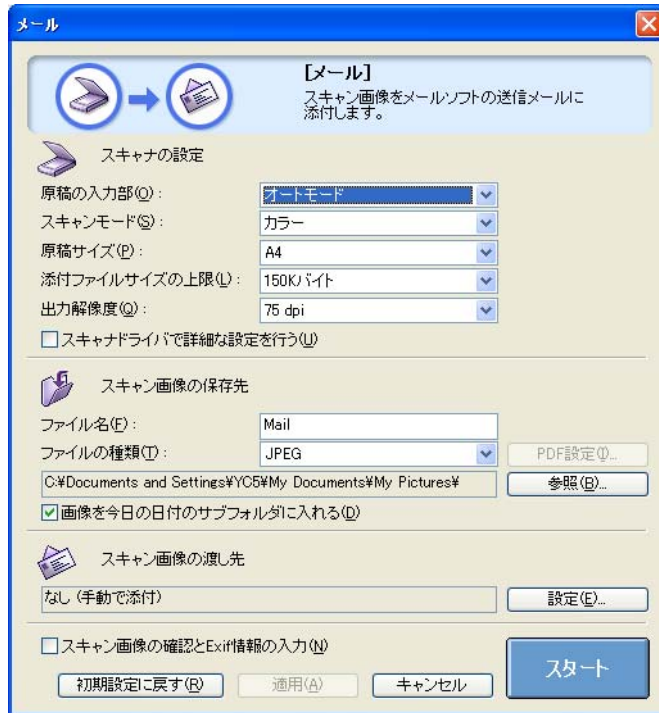 メール
[メール]
スキャン画像をメールソフトの送信メールに
添付します。
スキャナの設定
原稿の入力部(O): オートモード
スキャンモード(S): カラー
原稿サイズ(P): A4
添付ファイルサイズの上限(L): 150Kバイト
出力解像度(Q): 75 dpi
スキャナドライバで詳細な設定を行う(U)
スキャン画像の保存先
ファイル名(F): Mail
ファイルの種類(T): JPEG PDF設定(I)...
C:¥Documents and Settings¥YC5¥My Documents¥My Pictures¥ 参照(B)...
画像を今日の日付のサブフォルダに入れる(D)
スキャン画像の渡し先
なし (手動で添付) 設定(E)...
スキャン画像の確認とExif情報の入力(N)
初期設定に戻す(R) 適用(A) キャンセル スタート